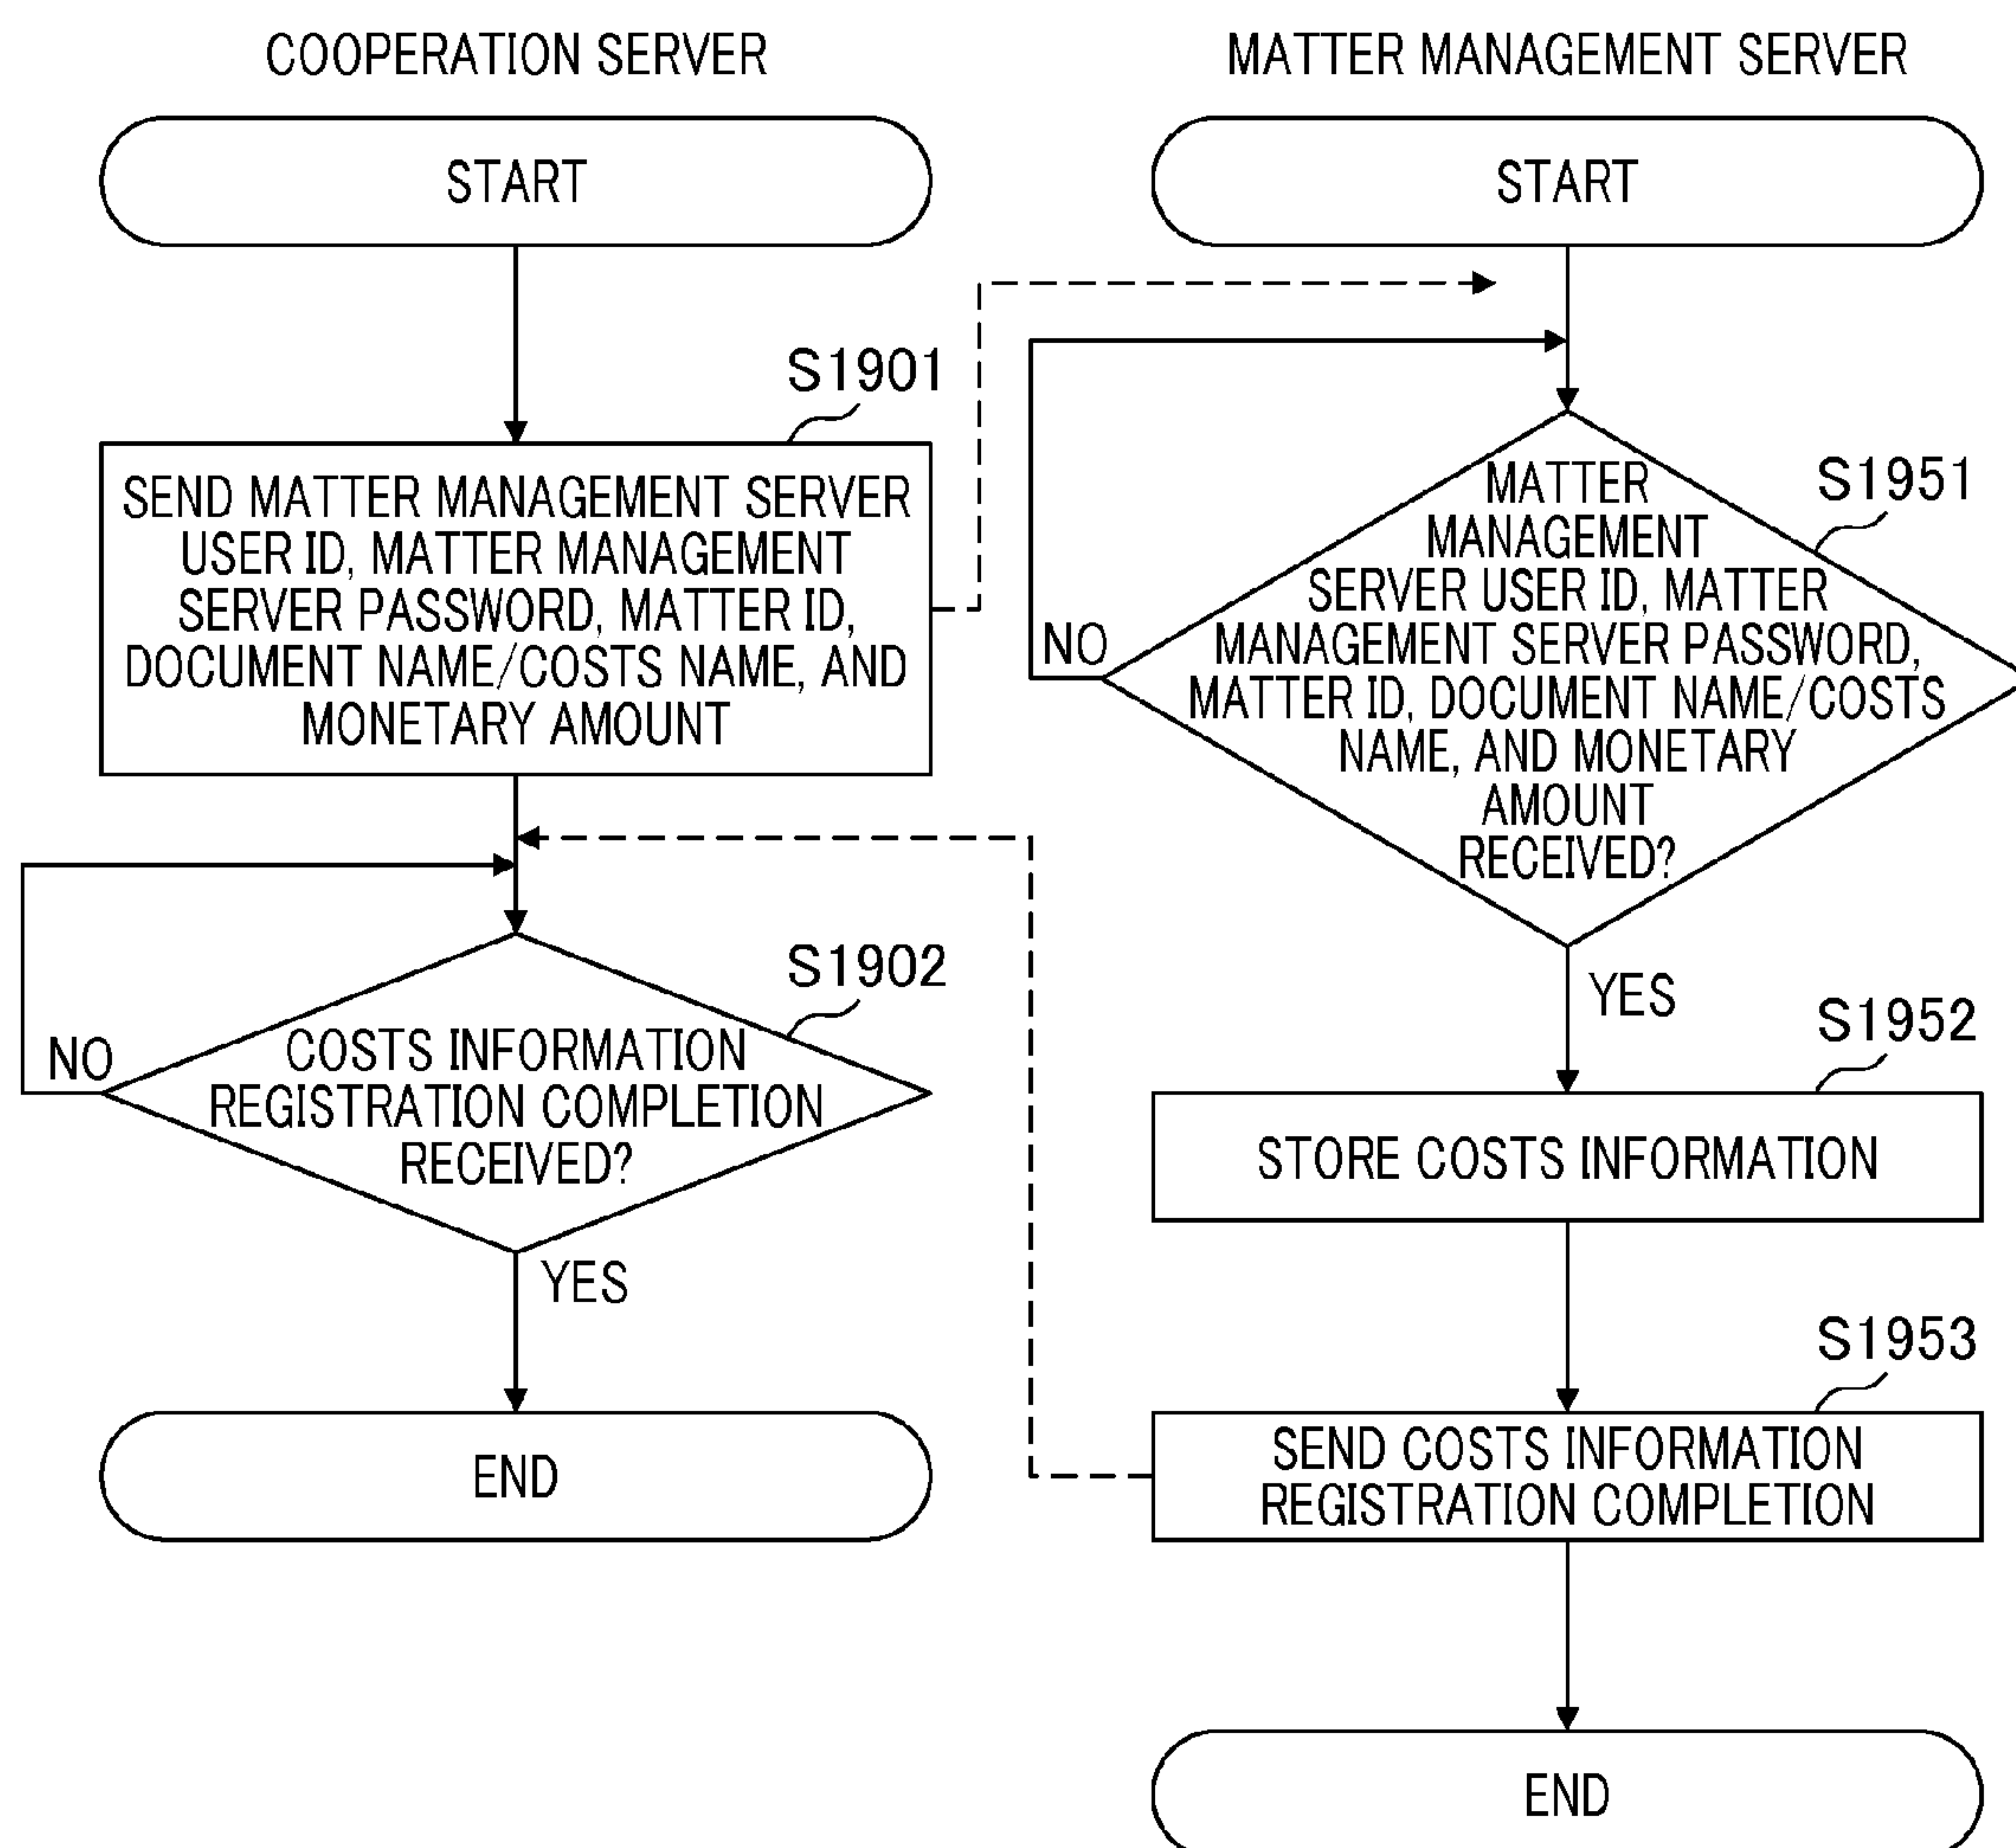 COOPERATION SERVER
START
S1901
SEND MATTER MANAGEMENT SERVER
USER ID, MATTER MANAGEMENT
SERVER PASSWORD, MATTER ID,
DOCUMENT NAME/COSTS NAME, AND
MONETARY AMOUNT
S1902
COSTS INFORMATION
REGISTRATION COMPLETION
RECEIVED?
NO
YES
END
MATTER MANAGEMENT SERVER
START
S1951
MATTER
MANAGEMENT
SERVER USER ID, MATTER
MANAGEMENT SERVER PASSWORD,
MATTER ID, DOCUMENT NAME/COSTS
NAME, AND MONETARY
AMOUNT
RECEIVED?
NO
YES
S1952
STORE COSTS INFORMATION
S1953
SEND COSTS INFORMATION
REGISTRATION COMPLETION
END